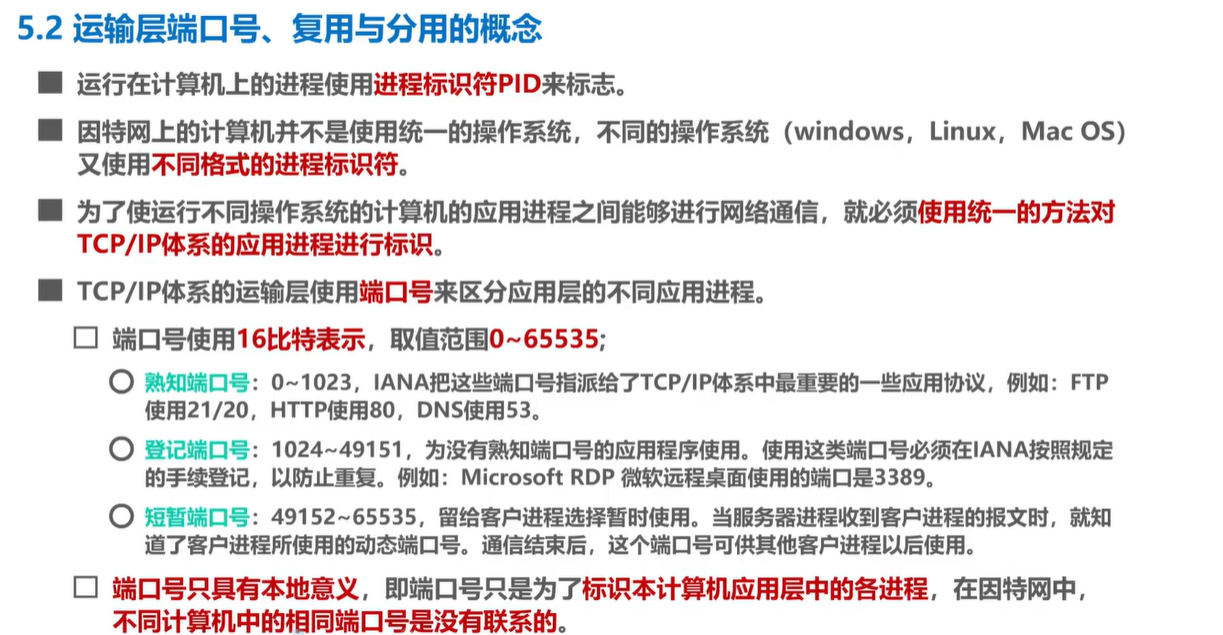 5.2 运输层端口号、复用与分用的概念
运行在计算机上的进程使用进程标识符PID来标志。
因特网上的计算机并不是使用统一的操作系统，不同的操作系统（windows，Linux，Mac OS）
又使用不同格式的进程标识符。
为了使运行不同操作系统的计算机的应用进程之间能够进行网络通信，就必须使用统一的方法对
TCP/IP体系的应用进程进行标识。
TCP/IP体系的运输层使用端口号来区分应用层的不同应用进程。
端口号使用16比特表示，取值范围0~65535;
熟知端口号：0~1023，IANA把这些端口号指派给了TCP/IP体系中最重要的一些应用协议，例如：FTP
使用21/20，HTTP使用80，DNS使用53。
登记端口号：1024~49151，为没有熟知端口号的应用程序使用。使用这类端口号必须在IANA按照规定
的手续登记，以防止重复。例如：Microsoft RDP 微软远程桌面使用的端口是3389。
短暂端口号：49152~65535，留给客户进程选择暂时使用。当服务器进程收到客户进程的报文时，就知
道了客户进程所使用的动态端口号。通信结束后，这个端口号可供其他客户进程以后使用。
端口号只具有本地意义，即端口号只是为了标识本计算机应用层中的各进程，在因特网中，
不同计算机中的相同端口号是没有联系的。